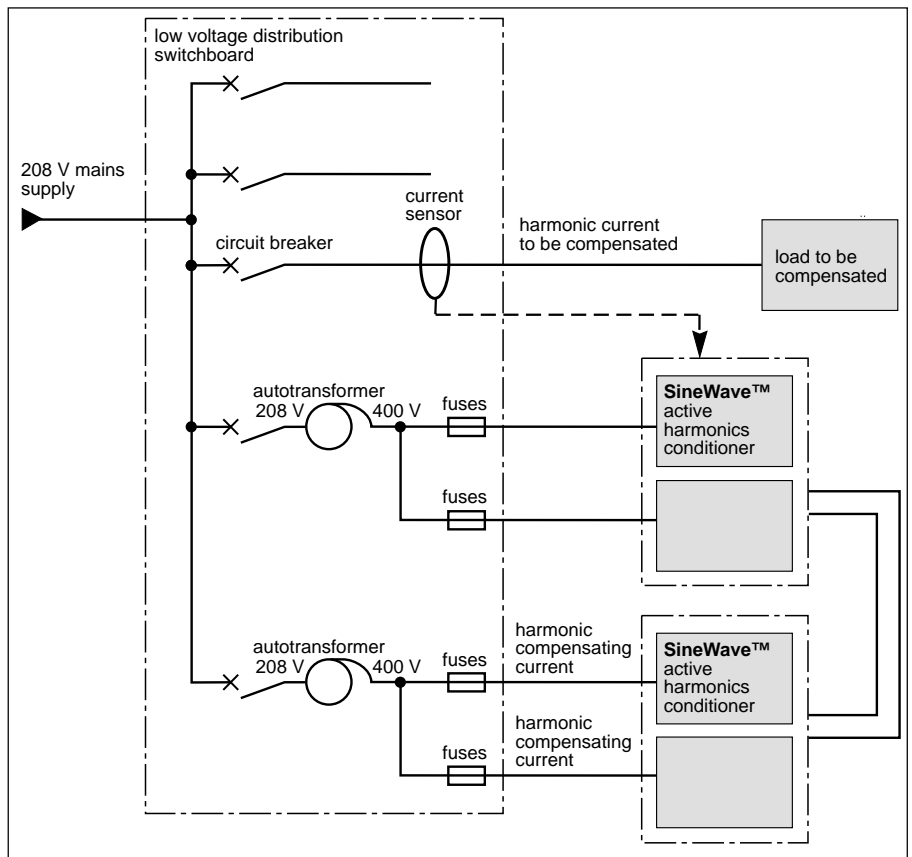 low voltage distribution
switchboard
208 V mains
supply
current
sensor
harmonic current
to be compensated
circuit breaker
load to be
compensated
autotransformer
208 V
400 V
fuses
SineWave™
active
harmonics
conditioner
fuses
autotransformer
208 V
400 V
fuses
harmonic
compensating
current
SineWave™
active
harmonics
conditioner
fuses
harmonic
compensating
current